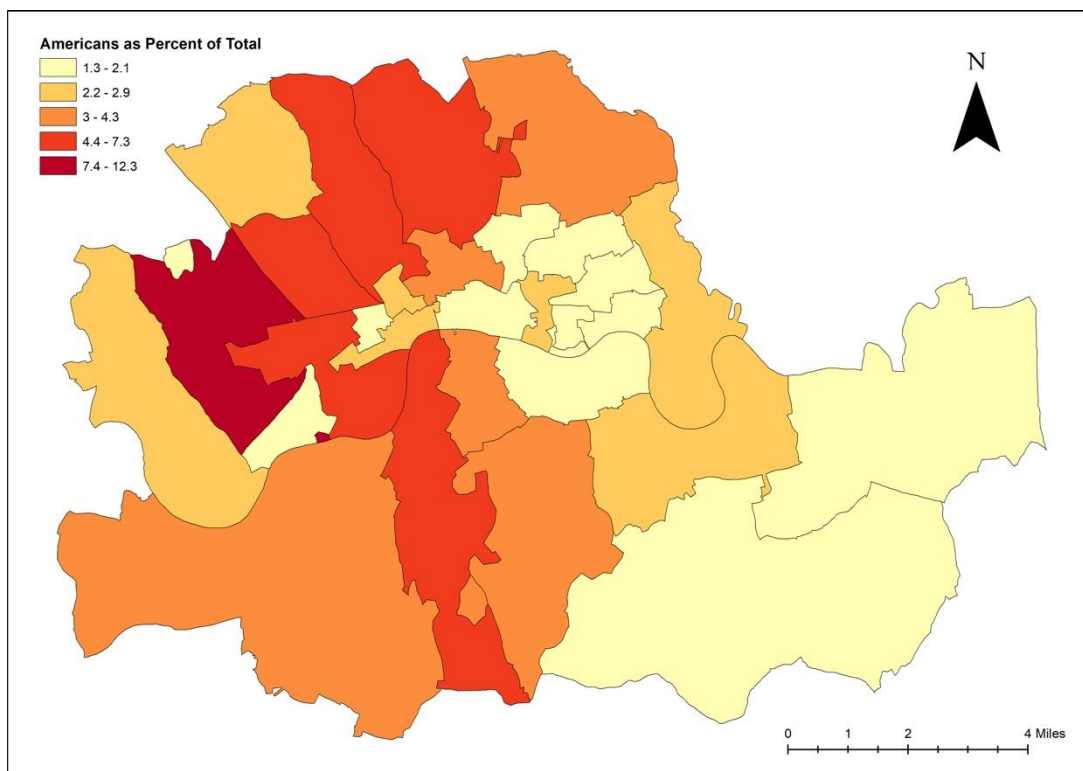 Americans as Percent of Total
1.3 - 2.1
2.2 - 2.9
3 - 4.3
4.4 - 7.3
7.4 - 12.3
N
0 1 2 4 Miles